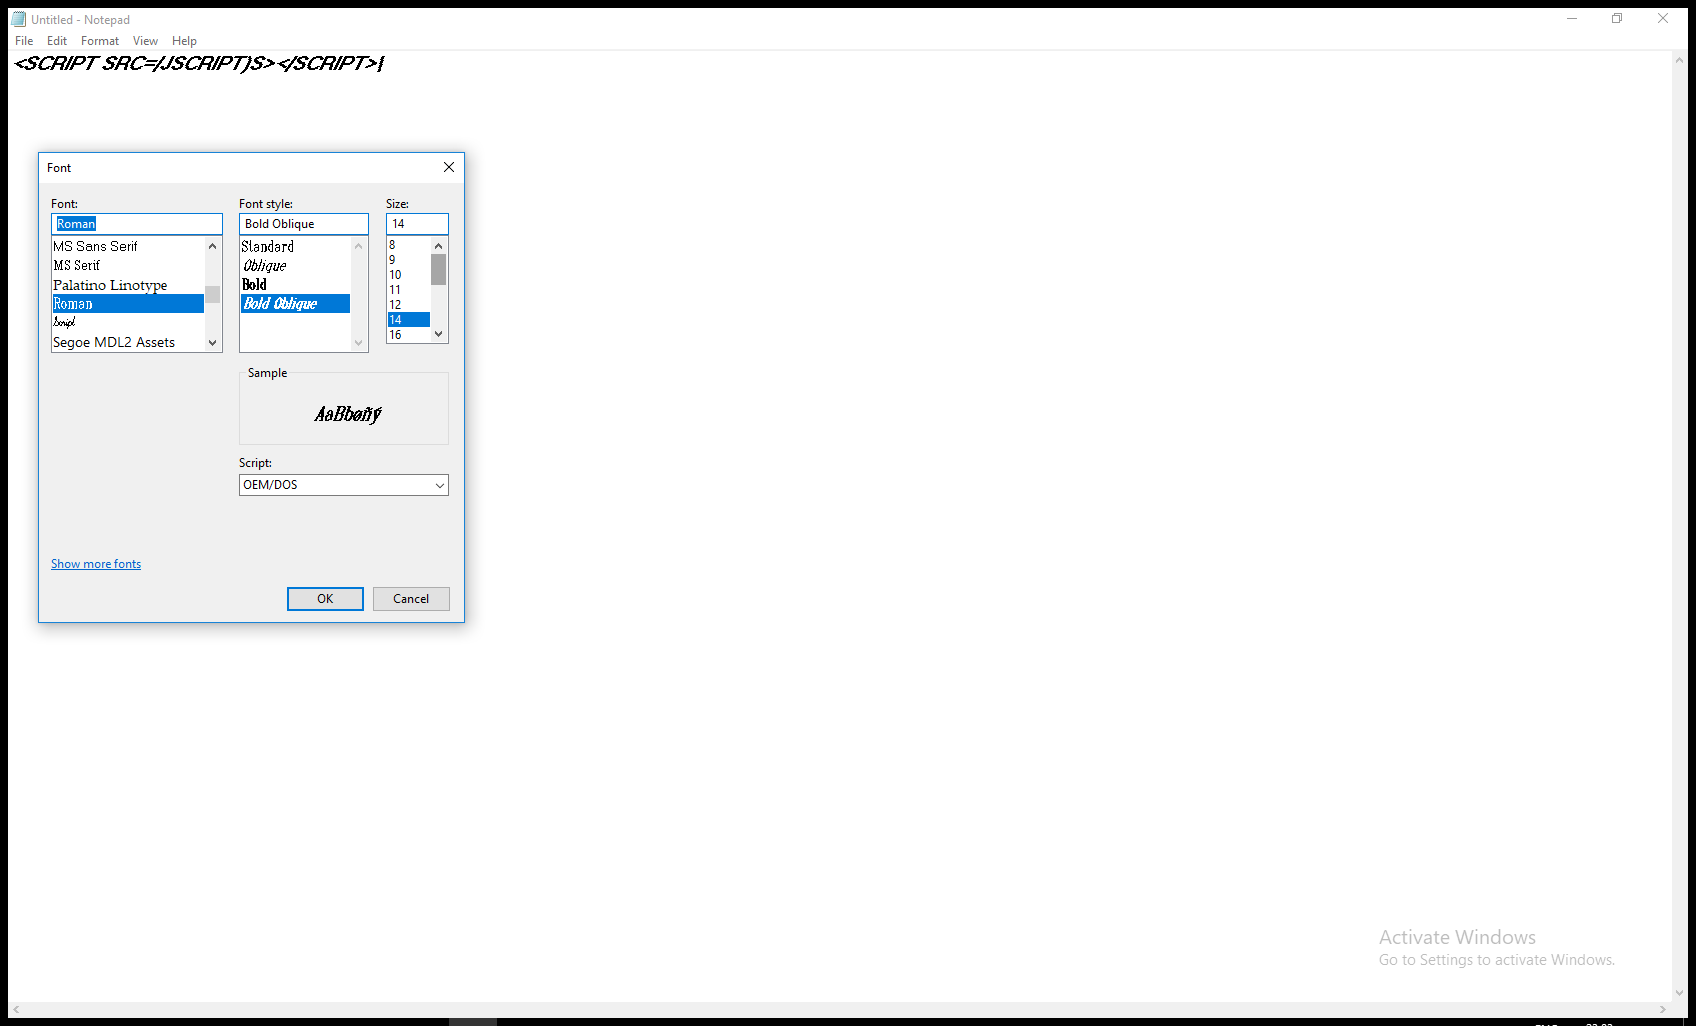 Untitled - Notepad
File Edit Format View Help
<SCRIPT SRC=/JSCRIPT)S></SCRIPT>
Font
Font:
Roman
MS Sans Serif
MS Serif
Palatino Linotype
Roman
Script
Segoe MDL2 Assets
Font style:
Bold Oblique
Standard
Oblique
Bold
Bold Oblique
Size:
14
8
9
10
11
12
14
16
Sample
AaBbøñý
Script:
OEM/DOS
Show more fonts
OK
Cancel
Activate Windows
Go to Settings to activate Windows.